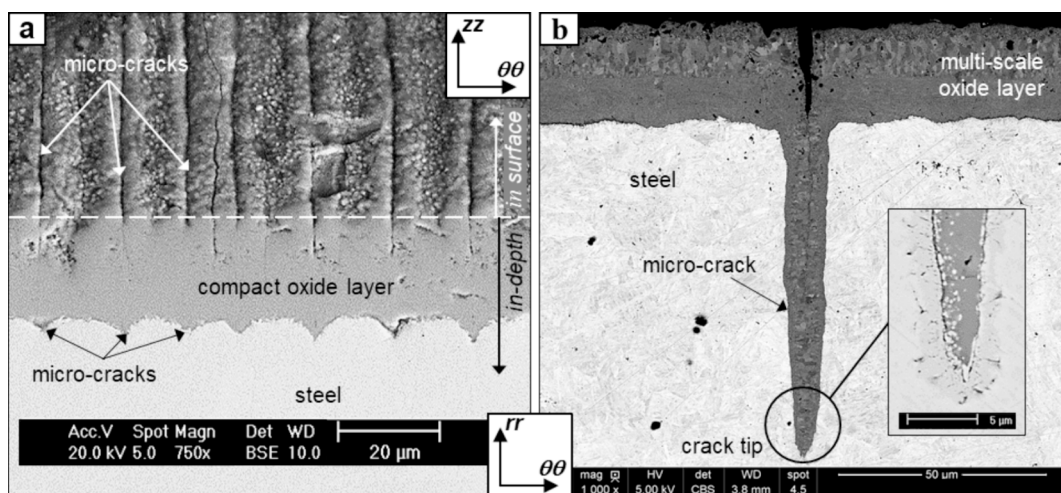 a
micro-cracks
zz
θθ
in surface
in-depth
compact oxide layer
micro-cracks
steel
Acc.V Spot Magn Det WD
20.0 kV 5.0 750x BSE 10.0 20 µm
rr
θθ
b
multi-scale
oxide layer
steel
micro-crack
5 µm
crack tip
mag HV det WD spot
1 000 x 5.00 kV CBS 3.8 mm 4.5 50 µm